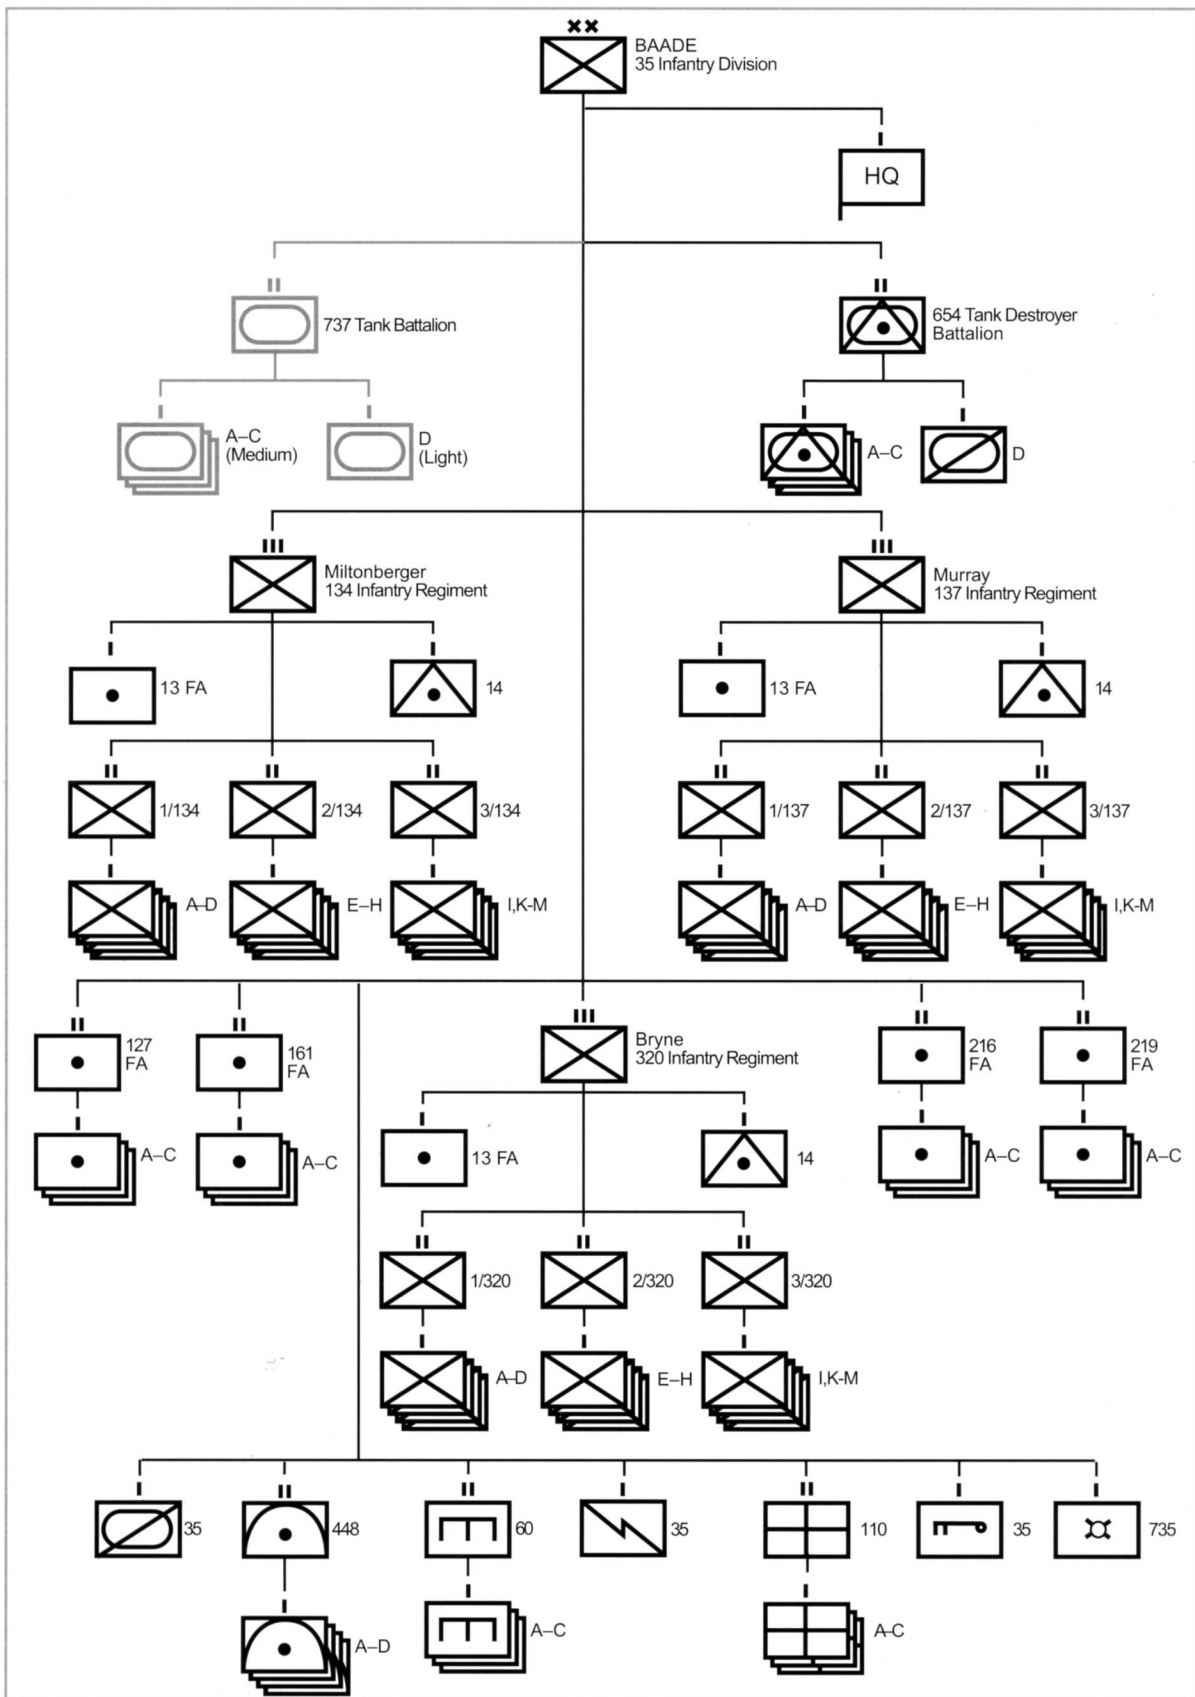 BAADE
35 Infantry Division
HQ
737 Tank Battalion
654 Tank Destroyer
Battalion
A–C
(Medium)
D
(Light)
A–C
D
Miltonberger
134 Infantry Regiment
Murray
137 Infantry Regiment
13 FA
14
13 FA
14
1/134
2/134
3/134
1/137
2/137
3/137
A–D
E–H
I,K-M
A–D
E–H
I,K-M
127
FA
161
FA
Bryne
320 Infantry Regiment
216
FA
219
FA
A–C
A–C
13 FA
14
A–C
A–C
1/320
2/320
3/320
A–D
E–H
I,K-M
35
448
60
35
110
35
735
A–D
A–C
A–C